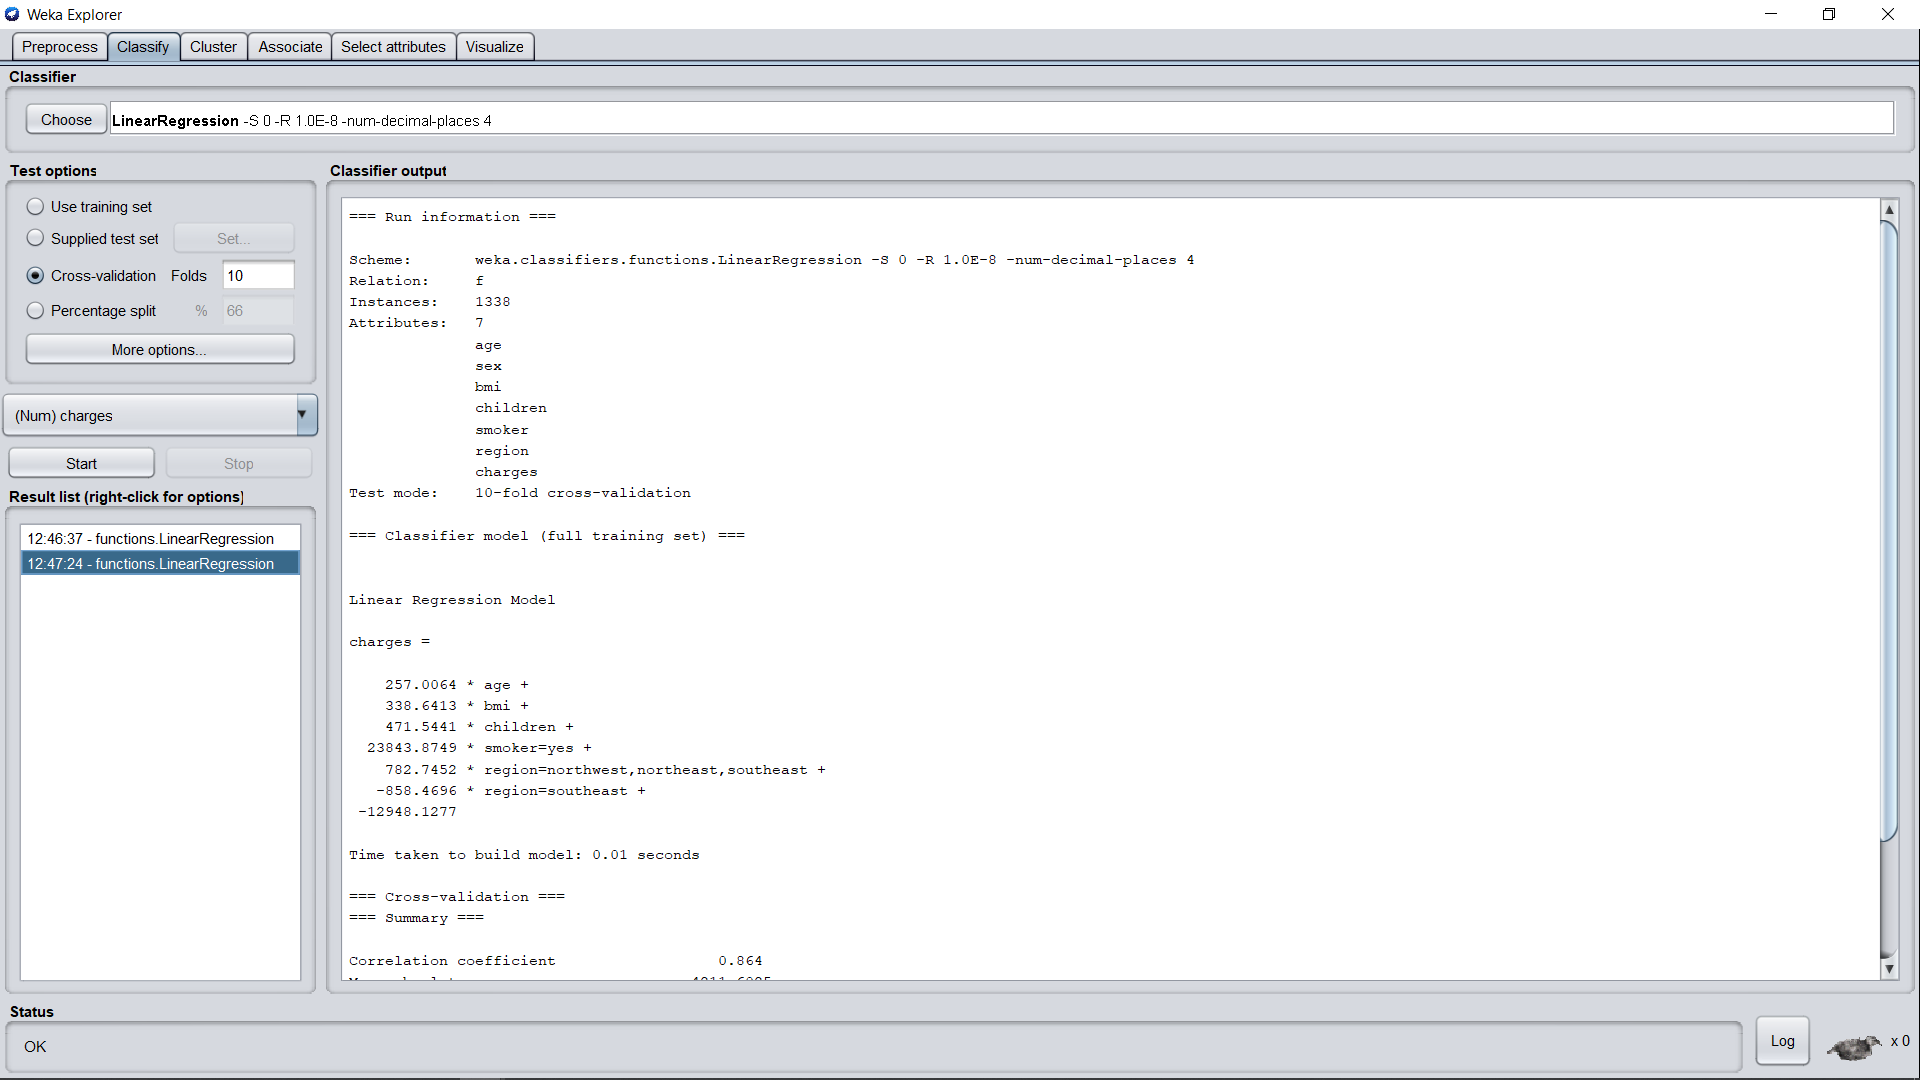 Weka Explorer
Preprocess Classify Cluster Associate Select attributes Visualize
Classifier
Choose LinearRegression -S 0 -R 1.0E-8 -num-decimal-places 4
Test options
Use training set
Supplied test set Set...
Cross-validation Folds 10
Percentage split % 66
More options...
(Num) charges
Start Stop
Result list (right-click for options)
12:46:37 - functions.LinearRegression
12:47:24 - functions.LinearRegression
Classifier output
=== Run information ===
Scheme: weka.classifiers.functions.LinearRegression -S 0 -R 1.0E-8 -num-decimal-places 4
Relation: f
Instances: 1338
Attributes: 7
age
sex
bmi
children
smoker
region
charges
Test mode: 10-fold cross-validation
=== Classifier model (full training set) ===
Linear Regression Model
charges =
257.0064 * age +
338.6413 * bmi +
471.5441 * children +
23843.8749 * smoker=yes +
782.7452 * region=northwest,northeast,southeast +
-858.4696 * region=southeast +
-12948.1277
Time taken to build model: 0.01 seconds
=== Cross-validation ===
=== Summary ===
Correlation coefficient 0.864
Status
OK
Log
x 0